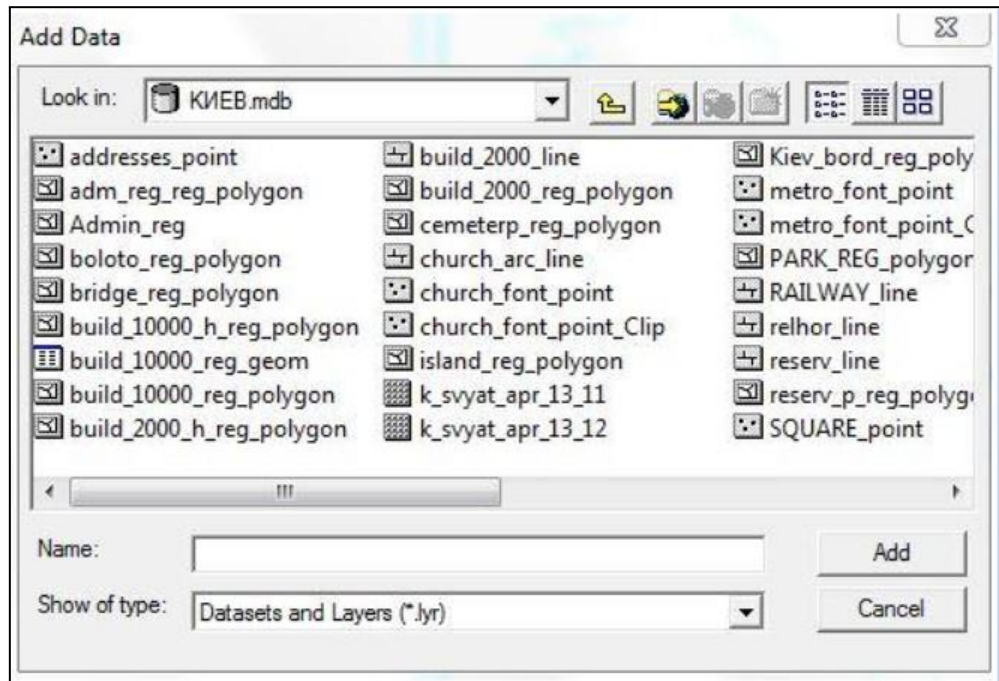 Add Data
Look in: КИЕВ.mdb
addresses_point
adm_reg_reg_polygon
Admin_reg
boloto_reg_polygon
bridge_reg_polygon
build_10000_h_reg_polygon
build_10000_reg_geom
build_10000_reg_polygon
build_2000_h_reg_polygon
build_2000_line
build_2000_reg_polygon
cemeterp_reg_polygon
church_arc_line
church_font_point
church_font_point_Clip
island_reg_polygon
k_svyat_apr_13_11
k_svyat_apr_13_12
Kiev_bord_reg_poly
metro_font_point
metro_font_point_C
PARK_REG_polygon
RAILWAY_line
relhor_line
reserv_line
reserv_p_reg_polyg
SQUARE_point
Name:
Add
Show of type: Datasets and Layers (*.lyr)
Cancel